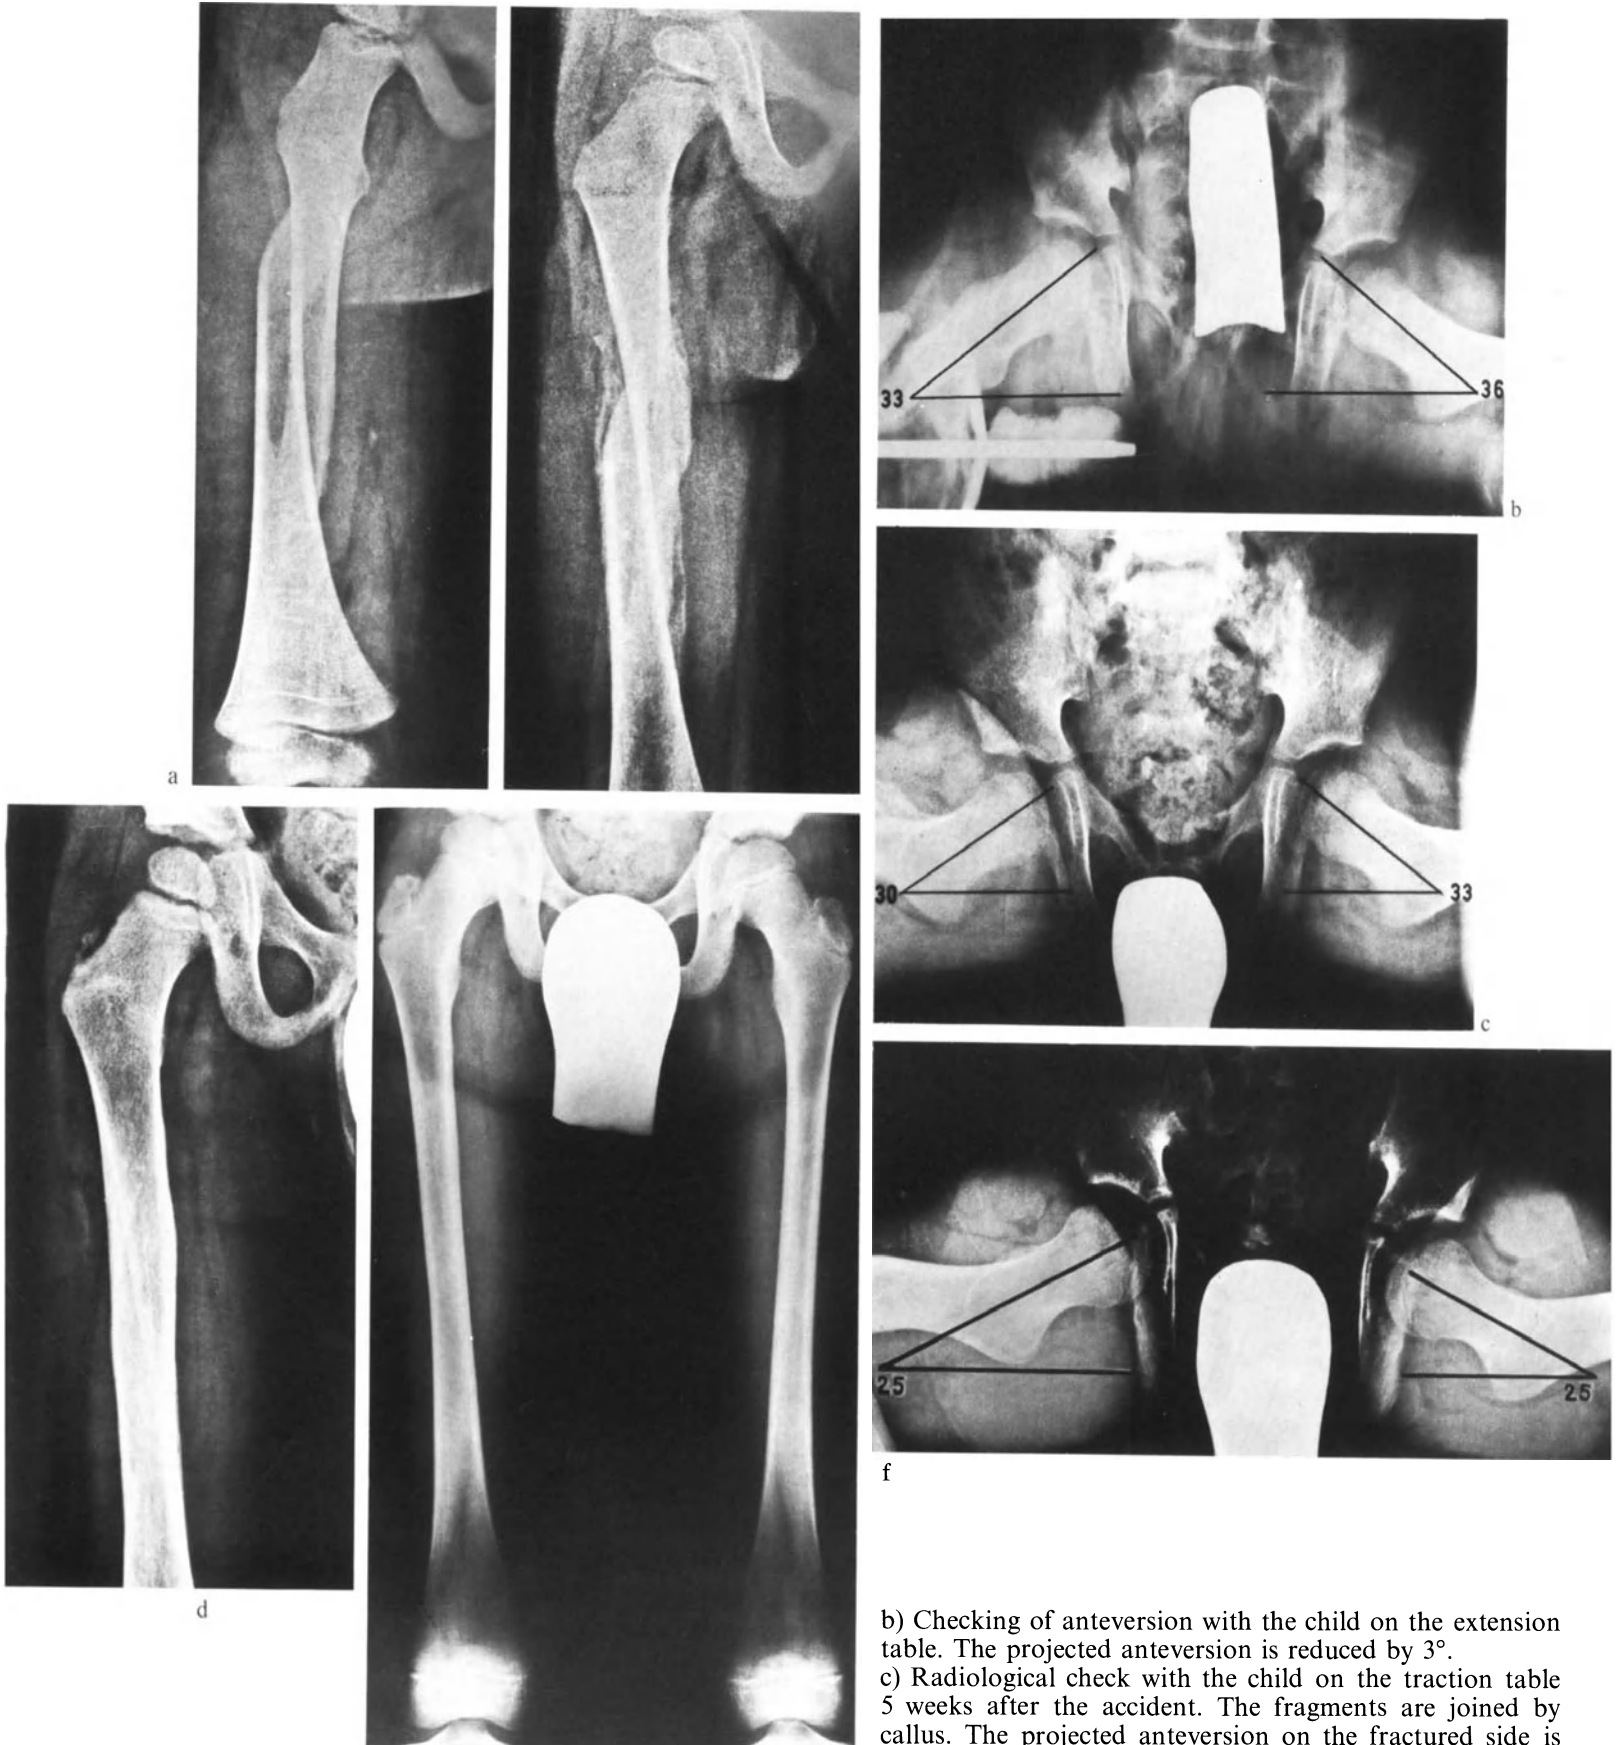 33
36
b
a
30
33
c
25
25
f
d
b) Checking of anteversion with the child on the extension
table. The projected anteversion is reduced by 3°.
c) Radiological check with the child on the traction table
5 weeks after the accident. The fragments are joined by
callus. The projected anteversion on the fractured side is